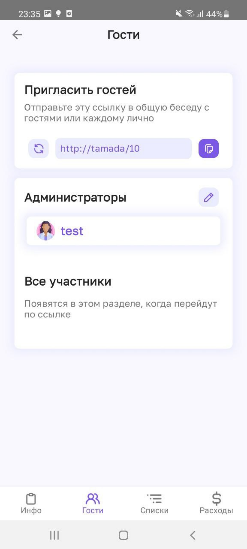 23:35 44%
Гости
Пригласить гостей
Отправьте эту ссылку в общую беседу с
гостями или каждому лично
http://tamada/10
Администраторы
test
Все участники
Появятся в этом разделе, когда перейдут
по ссылке
Инфо Гости Списки Расходы